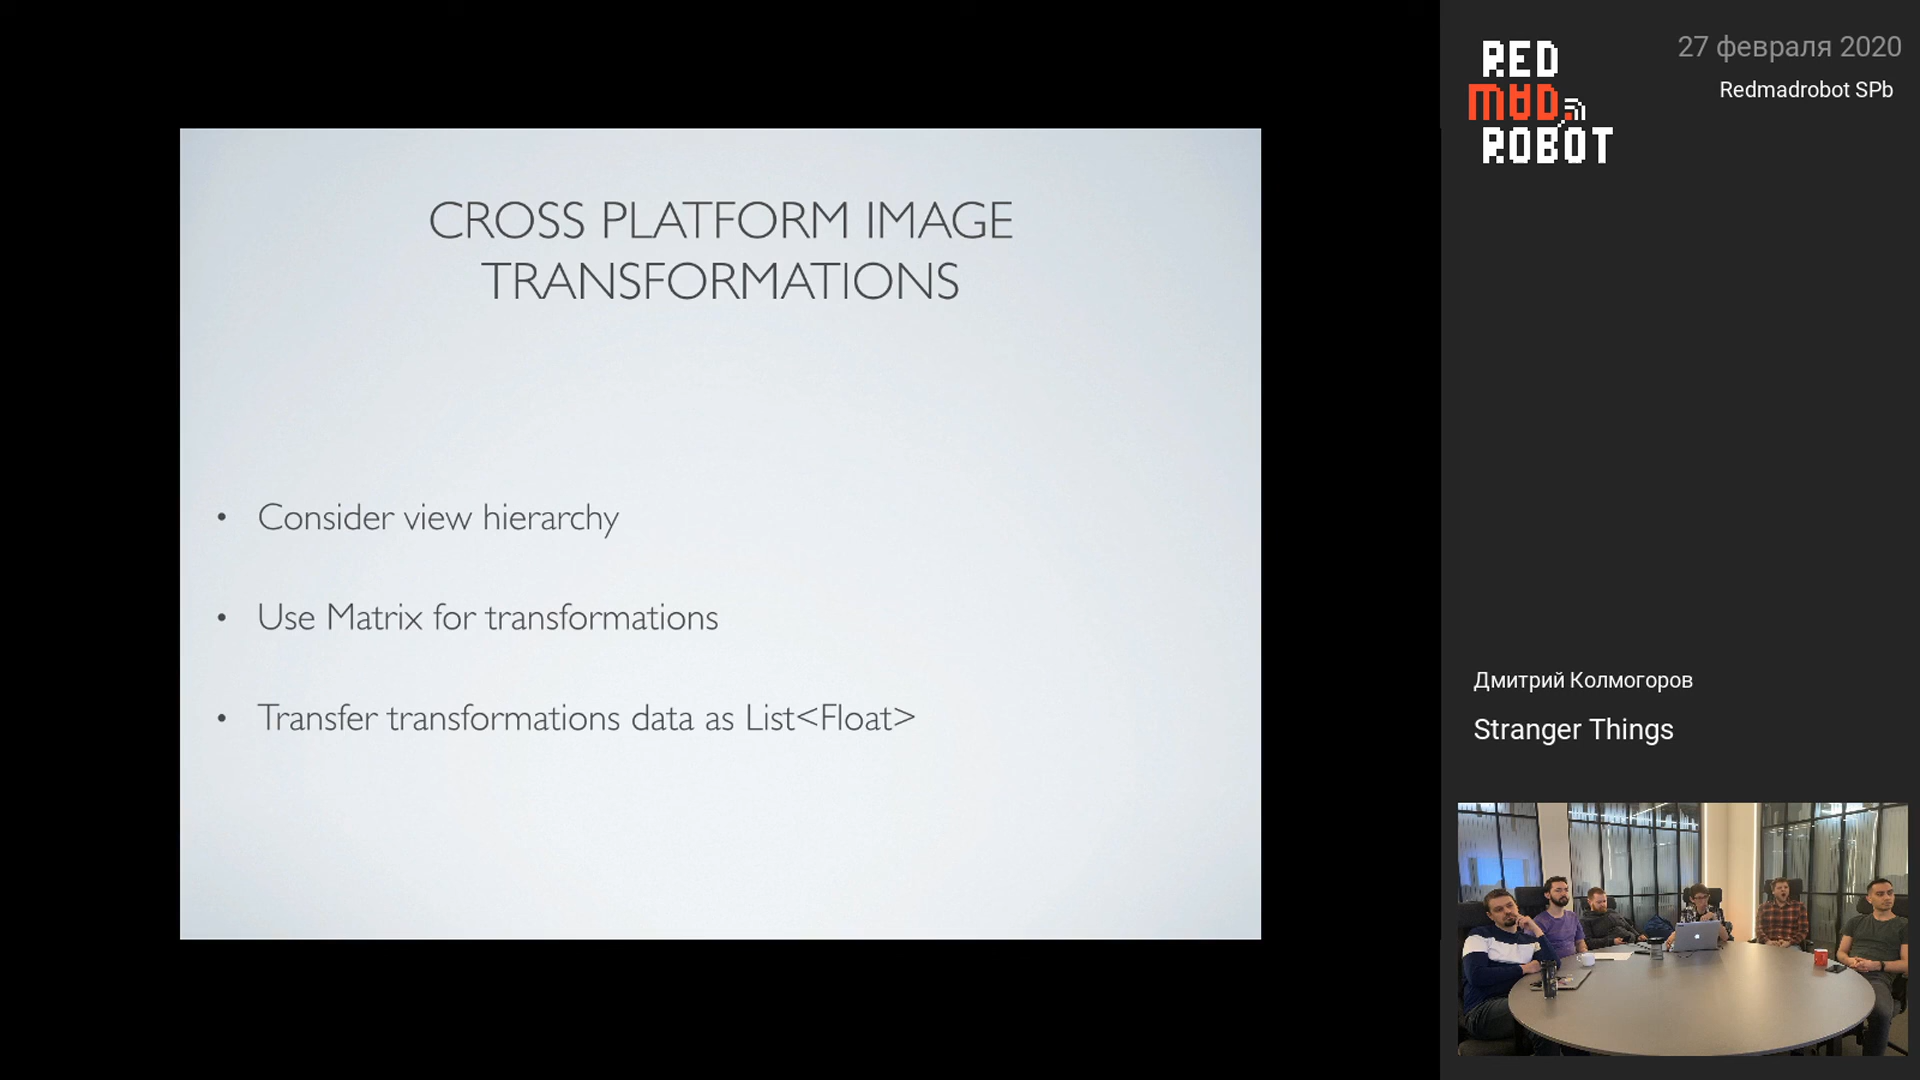 CROSS PLATFORM IMAGE
TRANSFORMATIONS
• Consider view hierarchy
• Use Matrix for transformations
• Transfer transformations data as List<Float>
RED
MAD
ROBOT
27 февраля 2020
Redmadrobot SPb
Дмитрий Колмогоров
Stranger Things